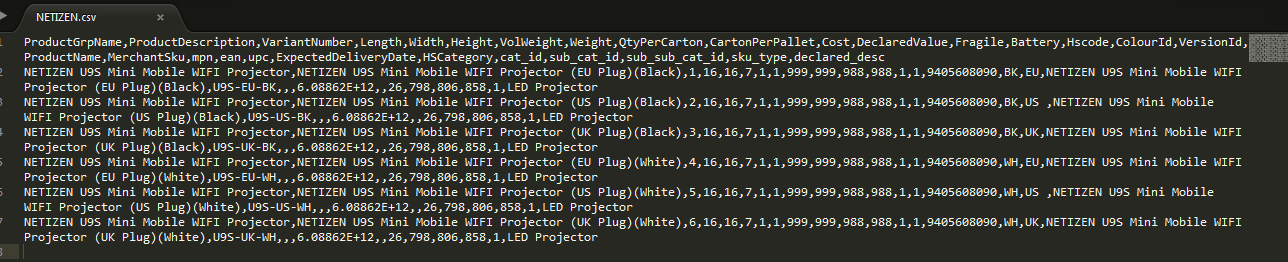 NETIZEN.csv ×
1 ProductGrpName,ProductDescription,VariantNumber,Length,Width,Height,VolWeight,Weight,QtyPerCarton,CartonPerPallet,Cost,DeclaredValue,Fragile,Battery,Hscode,ColourId,VersionId,
ProductName,MerchantSku,mpn,ean,upc,ExpectedDeliveryDate,HSCategory,cat_id,sub_cat_id,sub_sub_cat_id,sku_type,declared_desc
2 NETIZEN U9S Mini Mobile WIFI Projector,NETIZEN U9S Mini Mobile WIFI Projector (EU Plug)(Black),1,16,16,7,1,1,999,999,988,988,1,1,9405608090,BK,EU,NETIZEN U9S Mini Mobile WIFI
Projector (EU Plug)(Black),U9S-EU-BK,,,6.08862E+12,,26,798,806,858,1,LED Projector
3 NETIZEN U9S Mini Mobile WIFI Projector,NETIZEN U9S Mini Mobile WIFI Projector (US Plug)(Black),2,16,16,7,1,1,999,999,988,988,1,1,9405608090,BK,US ,NETIZEN U9S Mini Mobile
WIFI Projector (US Plug)(Black),U9S-US-BK,,,6.08862E+12,,26,798,806,858,1,LED Projector
4 NETIZEN U9S Mini Mobile WIFI Projector,NETIZEN U9S Mini Mobile WIFI Projector (UK Plug)(Black),3,16,16,7,1,1,999,999,988,988,1,1,9405608090,BK,UK,NETIZEN U9S Mini Mobile WIFI
Projector (UK Plug)(Black),U9S-UK-BK,,,6.08862E+12,,26,798,806,858,1,LED Projector
5 NETIZEN U9S Mini Mobile WIFI Projector,NETIZEN U9S Mini Mobile WIFI Projector (EU Plug)(White),4,16,16,7,1,1,999,999,988,988,1,1,9405608090,WH,EU,NETIZEN U9S Mini Mobile WIFI
Projector (EU Plug)(White),U9S-EU-WH,,,6.08862E+12,,26,798,806,858,1,LED Projector
6 NETIZEN U9S Mini Mobile WIFI Projector,NETIZEN U9S Mini Mobile WIFI Projector (US Plug)(White),5,16,16,7,1,1,999,999,988,988,1,1,9405608090,WH,US ,NETIZEN U9S Mini Mobile
WIFI Projector (US Plug)(White),U9S-US-WH,,,6.08862E+12,,26,798,806,858,1,LED Projector
7 NETIZEN U9S Mini Mobile WIFI Projector,NETIZEN U9S Mini Mobile WIFI Projector (UK Plug)(White),6,16,16,7,1,1,999,999,988,988,1,1,9405608090,WH,UK,NETIZEN U9S Mini Mobile WIFI
Projector (UK Plug)(White),U9S-UK-WH,,,6.08862E+12,,26,798,806,858,1,LED Projector
8